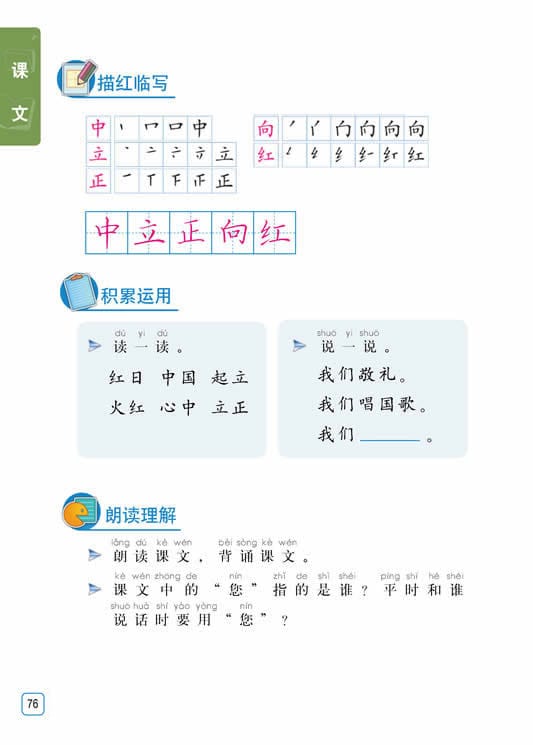 课
文
描红临写
中 丨 冂 口 中
向 丿 亻 冂 向 向 向
立 丶 亠 亠 立 立
红 纟 纟 纟 红 红 红
正 一 丅 下 正 正
中 立 正 向 红
积累运用
dú yi dú
读 一 读 。
红日 中国 起立
火红 心中 立正
shuō yi shuō
说 一 说 。
我们敬礼。
我们唱国歌。
我们 ________ 。
朗读理解
lǎng dú kè wén bèi sòng kè wén
朗 读 课 文 ， 背 诵 课 文 。
kè wén zhōng de nín zhǐ de shì shéi píng shí hé shéi
课 文 中 的 “ 您 ” 指 的 是 谁 ？ 平 时 和 谁
shuō huà shí yào yòng nín
说 话 时 要 用 “ 您 ” ？
76